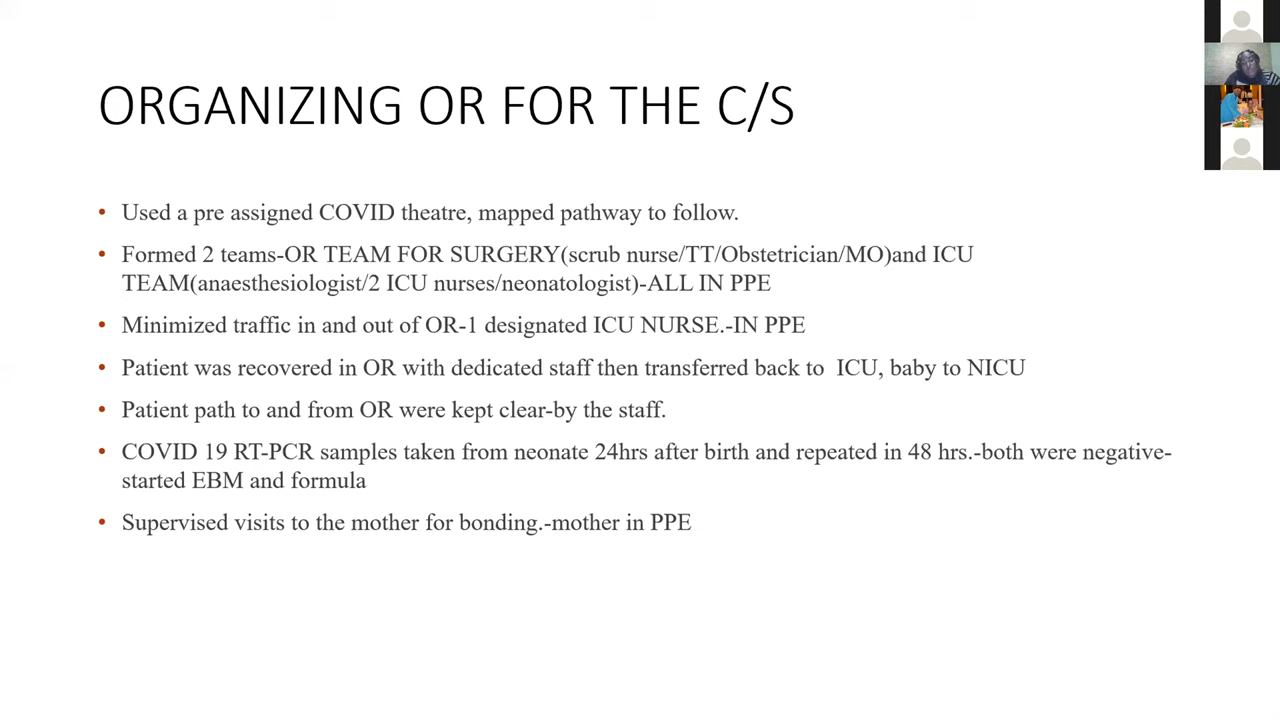 ORGANIZING OR FOR THE C/S
• Used a pre assigned COVID theatre, mapped pathway to follow.
• Formed 2 teams-OR TEAM FOR SURGERY(scrub nurse/TT/Obstetrician/MO)and ICU
TEAM(anaesthesiologist/2 ICU nurses/neonatologist)-ALL IN PPE
• Minimized traffic in and out of OR-1 designated ICU NURSE.-IN PPE
• Patient was recovered in OR with dedicated staff then transferred back to  ICU, baby to NICU
• Patient path to and from OR were kept clear-by the staff.
• COVID 19 RT-PCR samples taken from neonate 24hrs after birth and repeated in 48 hrs.-both were negative-
started EBM and formula
• Supervised visits to the mother for bonding.-mother in PPE